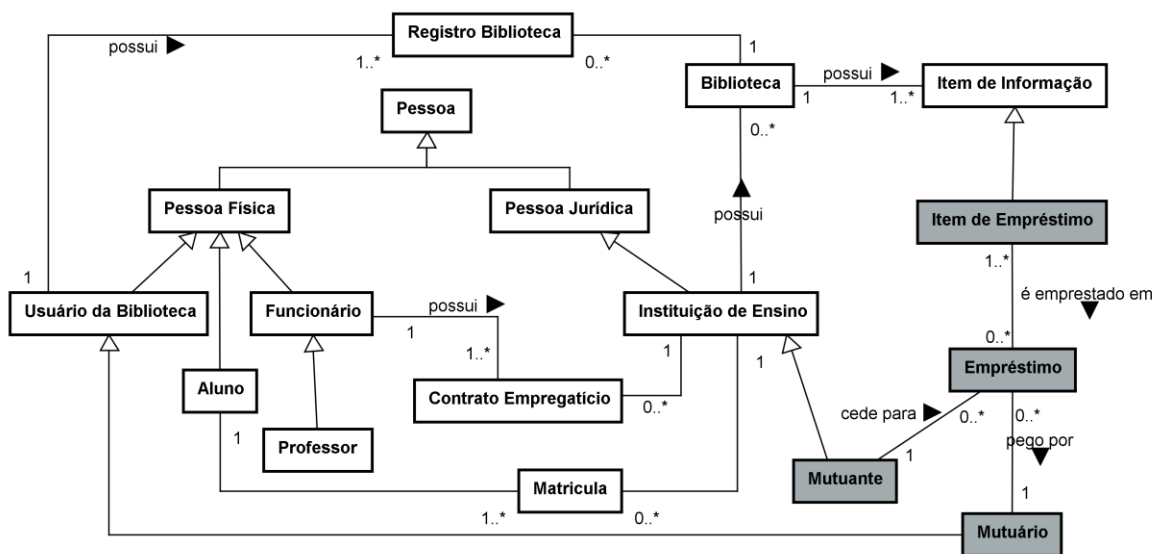 Registro Biblioteca
possui
1..*
0..*
1
Biblioteca
possui
1
1..*
Item de Informação
Pessoa
0..*
Pessoa Física
Pessoa Jurídica
possui
Item de Empréstimo
1
1
1..*
Usuário da Biblioteca
Funcionário
possui
1
Instituição de Ensino
é emprestado em
1..*
1
1
0..*
Aluno
Contrato Empregatício
0..*
Empréstimo
1
cede para
0..*
0..*
Professor
1
pego por
Mutuante
Matricula
1..*
0..*
1
Mutuário